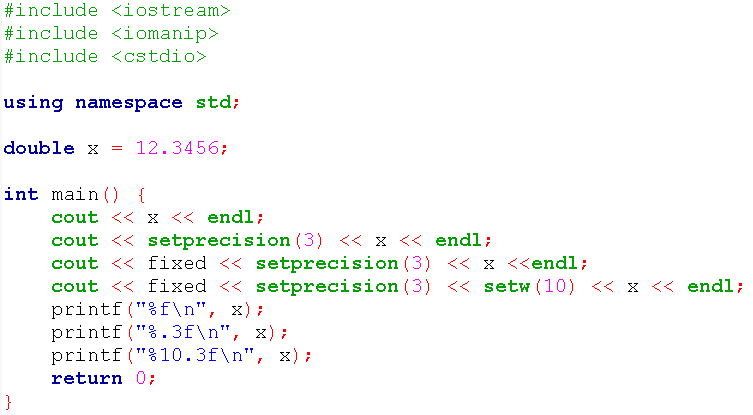 #include <iostream>
#include <iomanip>
#include <cstdio>

using namespace std;

double x = 12.3456;

int main() {
    cout << x << endl;
    cout << setprecision(3) << x << endl;
    cout << fixed << setprecision(3) << x <<endl;
    cout << fixed << setprecision(3) << setw(10) << x << endl;
    printf("%f\n", x);
    printf("%.3f\n", x);
    printf("%10.3f\n", x);
    return 0;
}